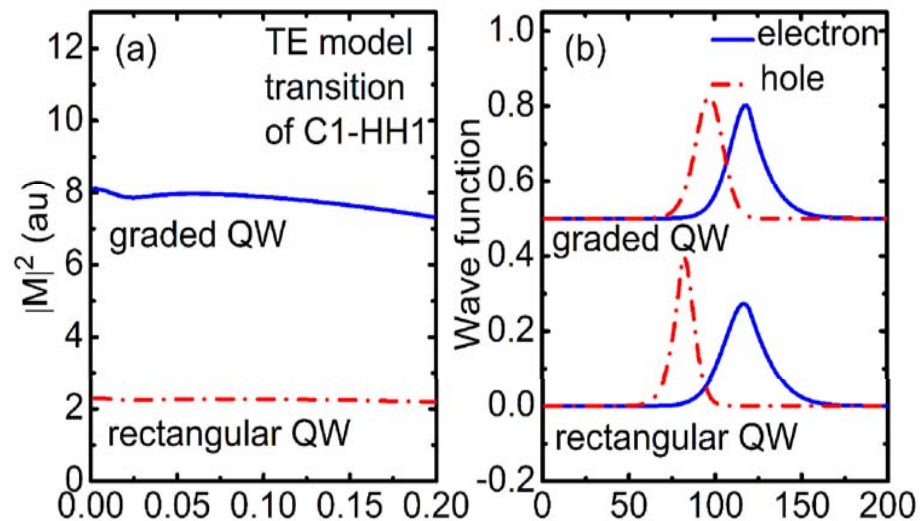 (a)
TE model
transition
of C1-HH1
graded QW
rectangular QW
|M|² (au)
12
10
8
6
4
2
0
0.00 0.05 0.10 0.15 0.20
(b)
electron
hole
graded QW
rectangular QW
Wave function
1.0
0.8
0.6
0.4
0.2
0.0
-0.2
0 50 100 150 200